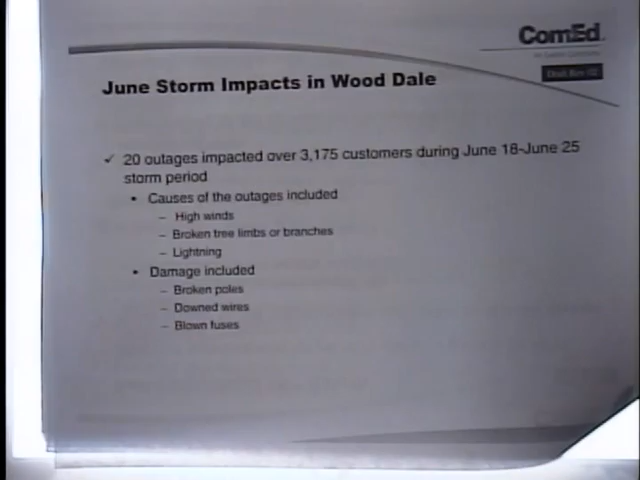 ComEd
June Storm Impacts in Wood Dale
✓ 20 outages impacted over 3,175 customers during June 18-June 25
storm period
• Causes of the outages included
– High winds
– Broken tree limbs or branches
– Lightning
• Damage included
– Broken poles
– Downed wires
– Blown fuses